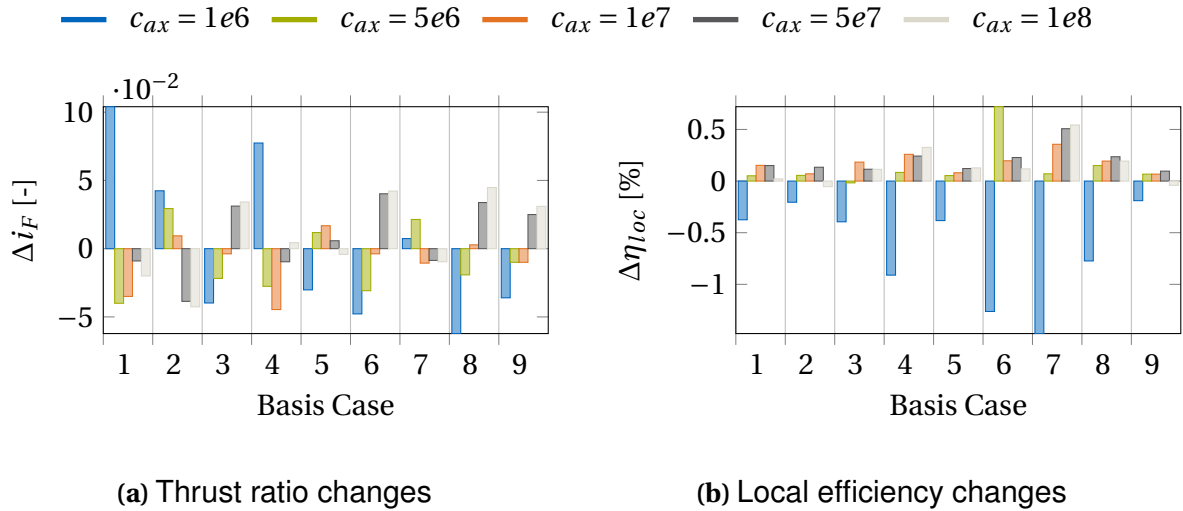 c_ax = 1e6 c_ax = 5e6 c_ax = 1e7 c_ax = 5e7 c_ax = 1e8
·10⁻²
10
5
0
−5
Δi_F [-]
1 2 3 4 5 6 7 8 9
Basis Case
(a) Thrust ratio changes
0.5
0
−0.5
−1
Δη_loc [%]
1 2 3 4 5 6 7 8 9
Basis Case
(b) Local efficiency changes